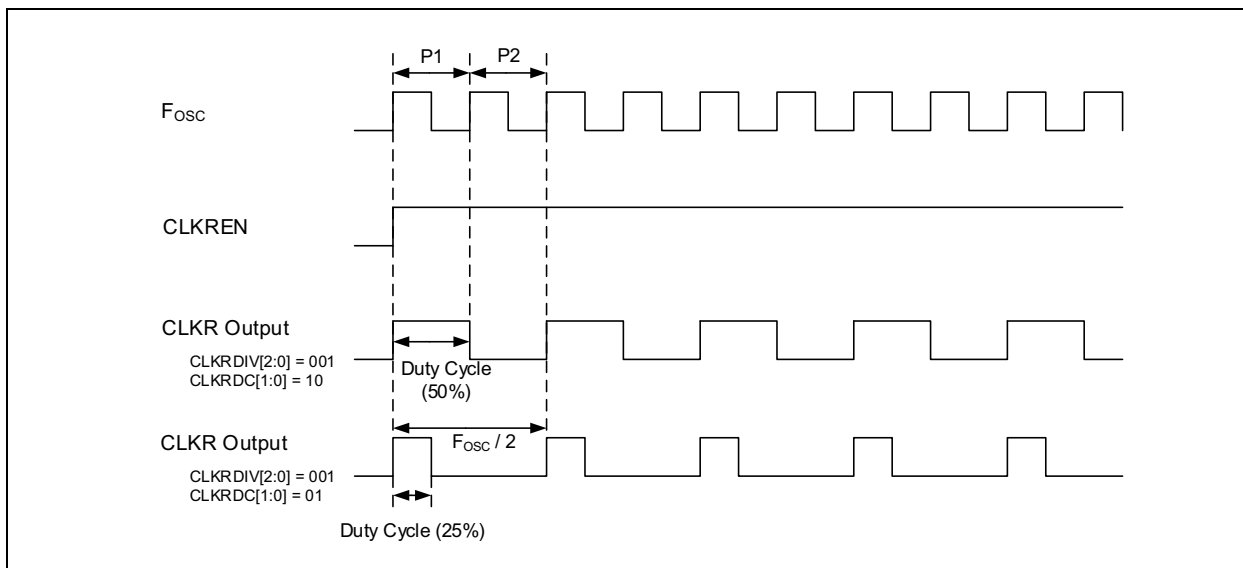 P1
P2
FOSC
CLKREN
CLKR Output
CLKRDIV[2:0] = 001
CLKRDC[1:0] = 10
Duty Cycle
(50%)
FOSC / 2
CLKR Output
CLKRDIV[2:0] = 001
CLKRDC[1:0] = 01
Duty Cycle (25%)